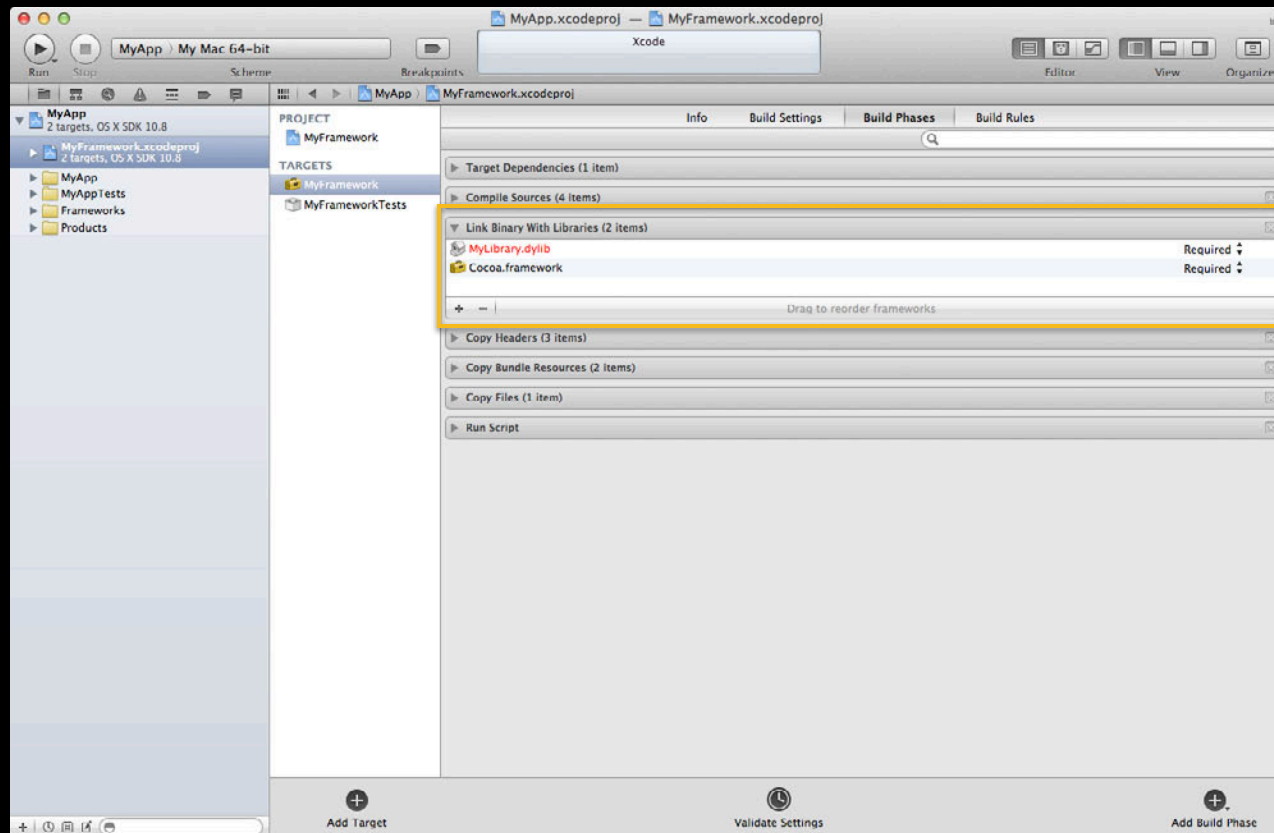 MyApp.xcodeproj — MyFramework.xcodeproj
MyApp 〉 My Mac 64-bit
Xcode
Run Stop Scheme Breakpoints Editor View Organize
MyApp 〉 MyFramework.xcodeproj
MyApp
2 targets, OS X SDK 10.8
MyFramework.xcodeproj
2 targets, OS X SDK 10.8
MyApp
MyAppTests
Frameworks
Products
PROJECT
MyFramework
TARGETS
MyFramework
MyFrameworkTests
Info Build Settings Build Phases Build Rules
Target Dependencies (1 item)
Compile Sources (4 items)
Link Binary With Libraries (2 items)
MyLibrary.dylib Required
Cocoa.framework Required
+ − Drag to reorder frameworks
Copy Headers (3 items)
Copy Bundle Resources (2 items)
Copy Files (1 item)
Run Script
Add Target Validate Settings Add Build Phase